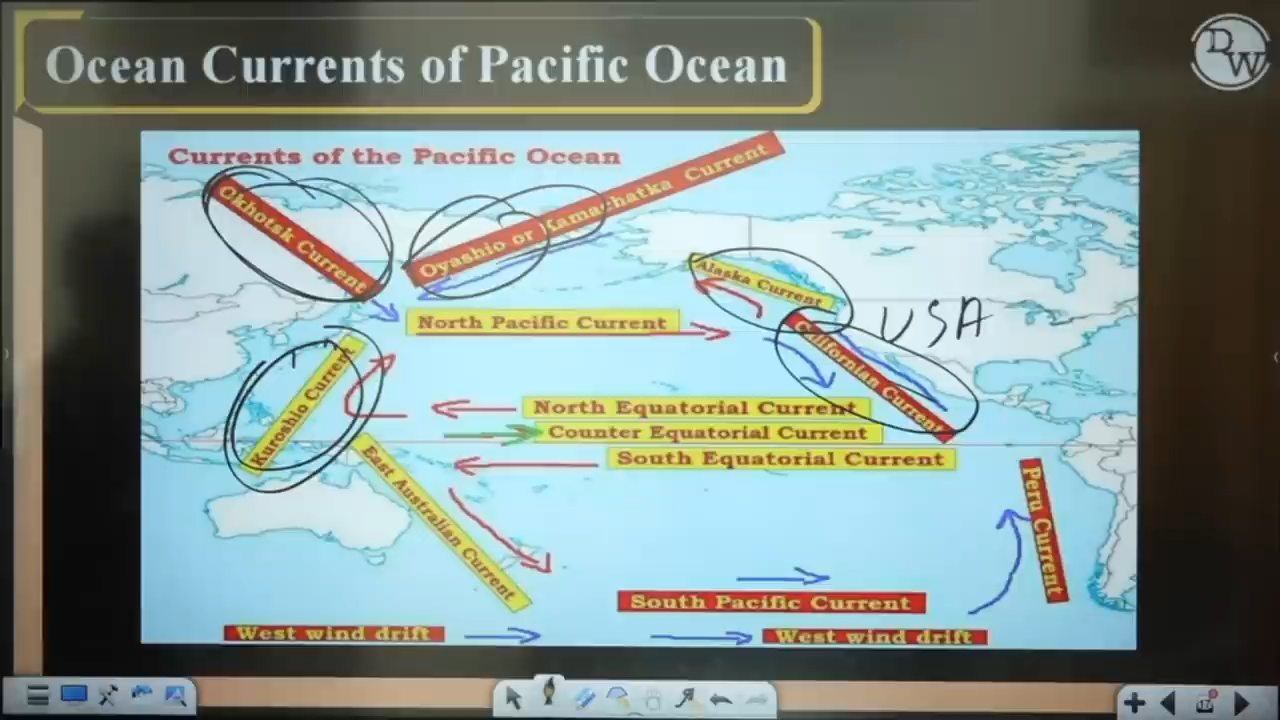 Ocean Currents of Pacific Ocean
DW
Currents of the Pacific Ocean
Okhotsk Current
Oyashio or Kamachatka Current
Alaska Current
USA
North Pacific Current
Californian Current
Kuroshio Current
North Equatorial Current
Counter Equatorial Current
South Equatorial Current
East Australian Current
Peru Current
South Pacific Current
West wind drift
West wind drift